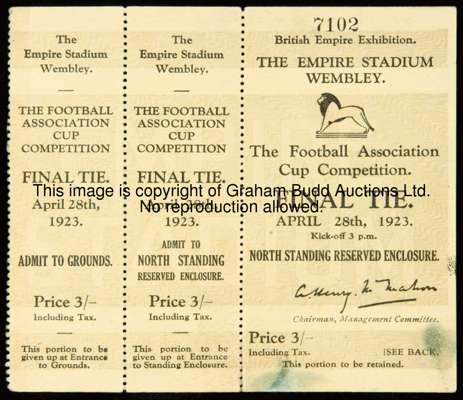 The
Empire Stadium
Wembley.
THE FOOTBALL
ASSOCIATION
CUP
COMPETITION
FINAL TIE.
April 28th,
1923.
ADMIT TO GROUNDS.
Price 3/-
Including Tax.
This portion to be
given up at Entrance
to Grounds.
The
Empire Stadium
Wembley.
THE FOOTBALL
ASSOCIATION
CUP
COMPETITION
FINAL TIE.
April 28th,
1923.
ADMIT TO
NORTH STANDING
RESERVED ENCLOSURE.
Price 3/-
Including Tax.
This portion to be
given up at Entrance
to Standing Enclosure.
7102
British Empire Exhibition.
THE EMPIRE STADIUM
WEMBLEY.
The Football Association
Cup Competition.
FINAL TIE.
APRIL 28th, 1923.
Kick-off 3 p.m.
NORTH STANDING RESERVED ENCLOSURE.
A. Henry McMahon
Chairman, Management Committee.
Price 3/-
Including Tax. [SEE BACK.
This portion to be retained.
This image is copyright of Graham Budd Auctions Ltd.
No reproduction allowed.